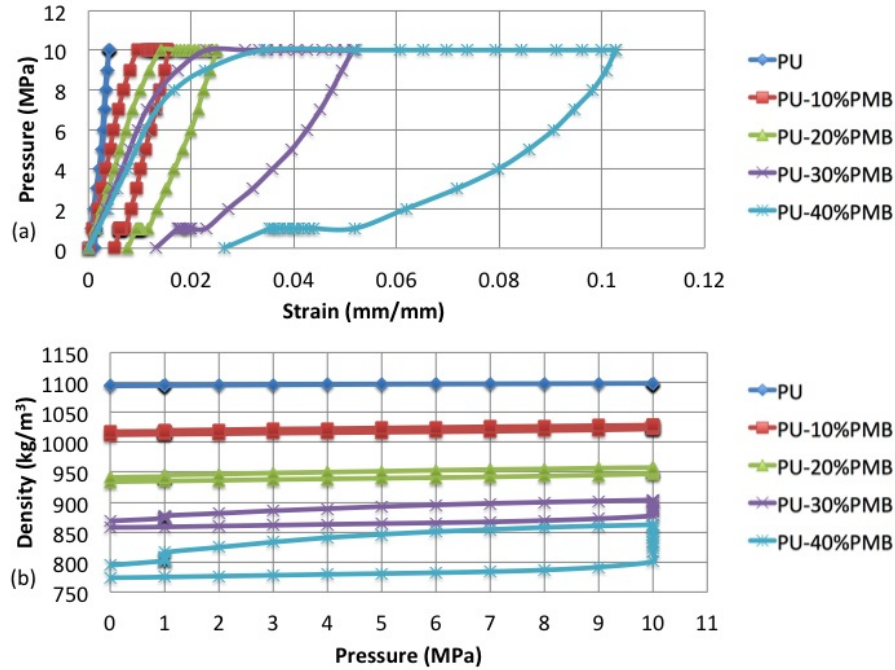 12
10
8
6
4
2
0
Pressure (MPa)
(a)
0 0.02 0.04 0.06 0.08 0.1 0.12
Strain (mm/mm)
PU
PU-10%PMB
PU-20%PMB
PU-30%PMB
PU-40%PMB
1150
1100
1050
1000
950
900
850
800
750
Density (kg/m³)
(b)
0 1 2 3 4 5 6 7 8 9 10 11
Pressure (MPa)
PU
PU-10%PMB
PU-20%PMB
PU-30%PMB
PU-40%PMB